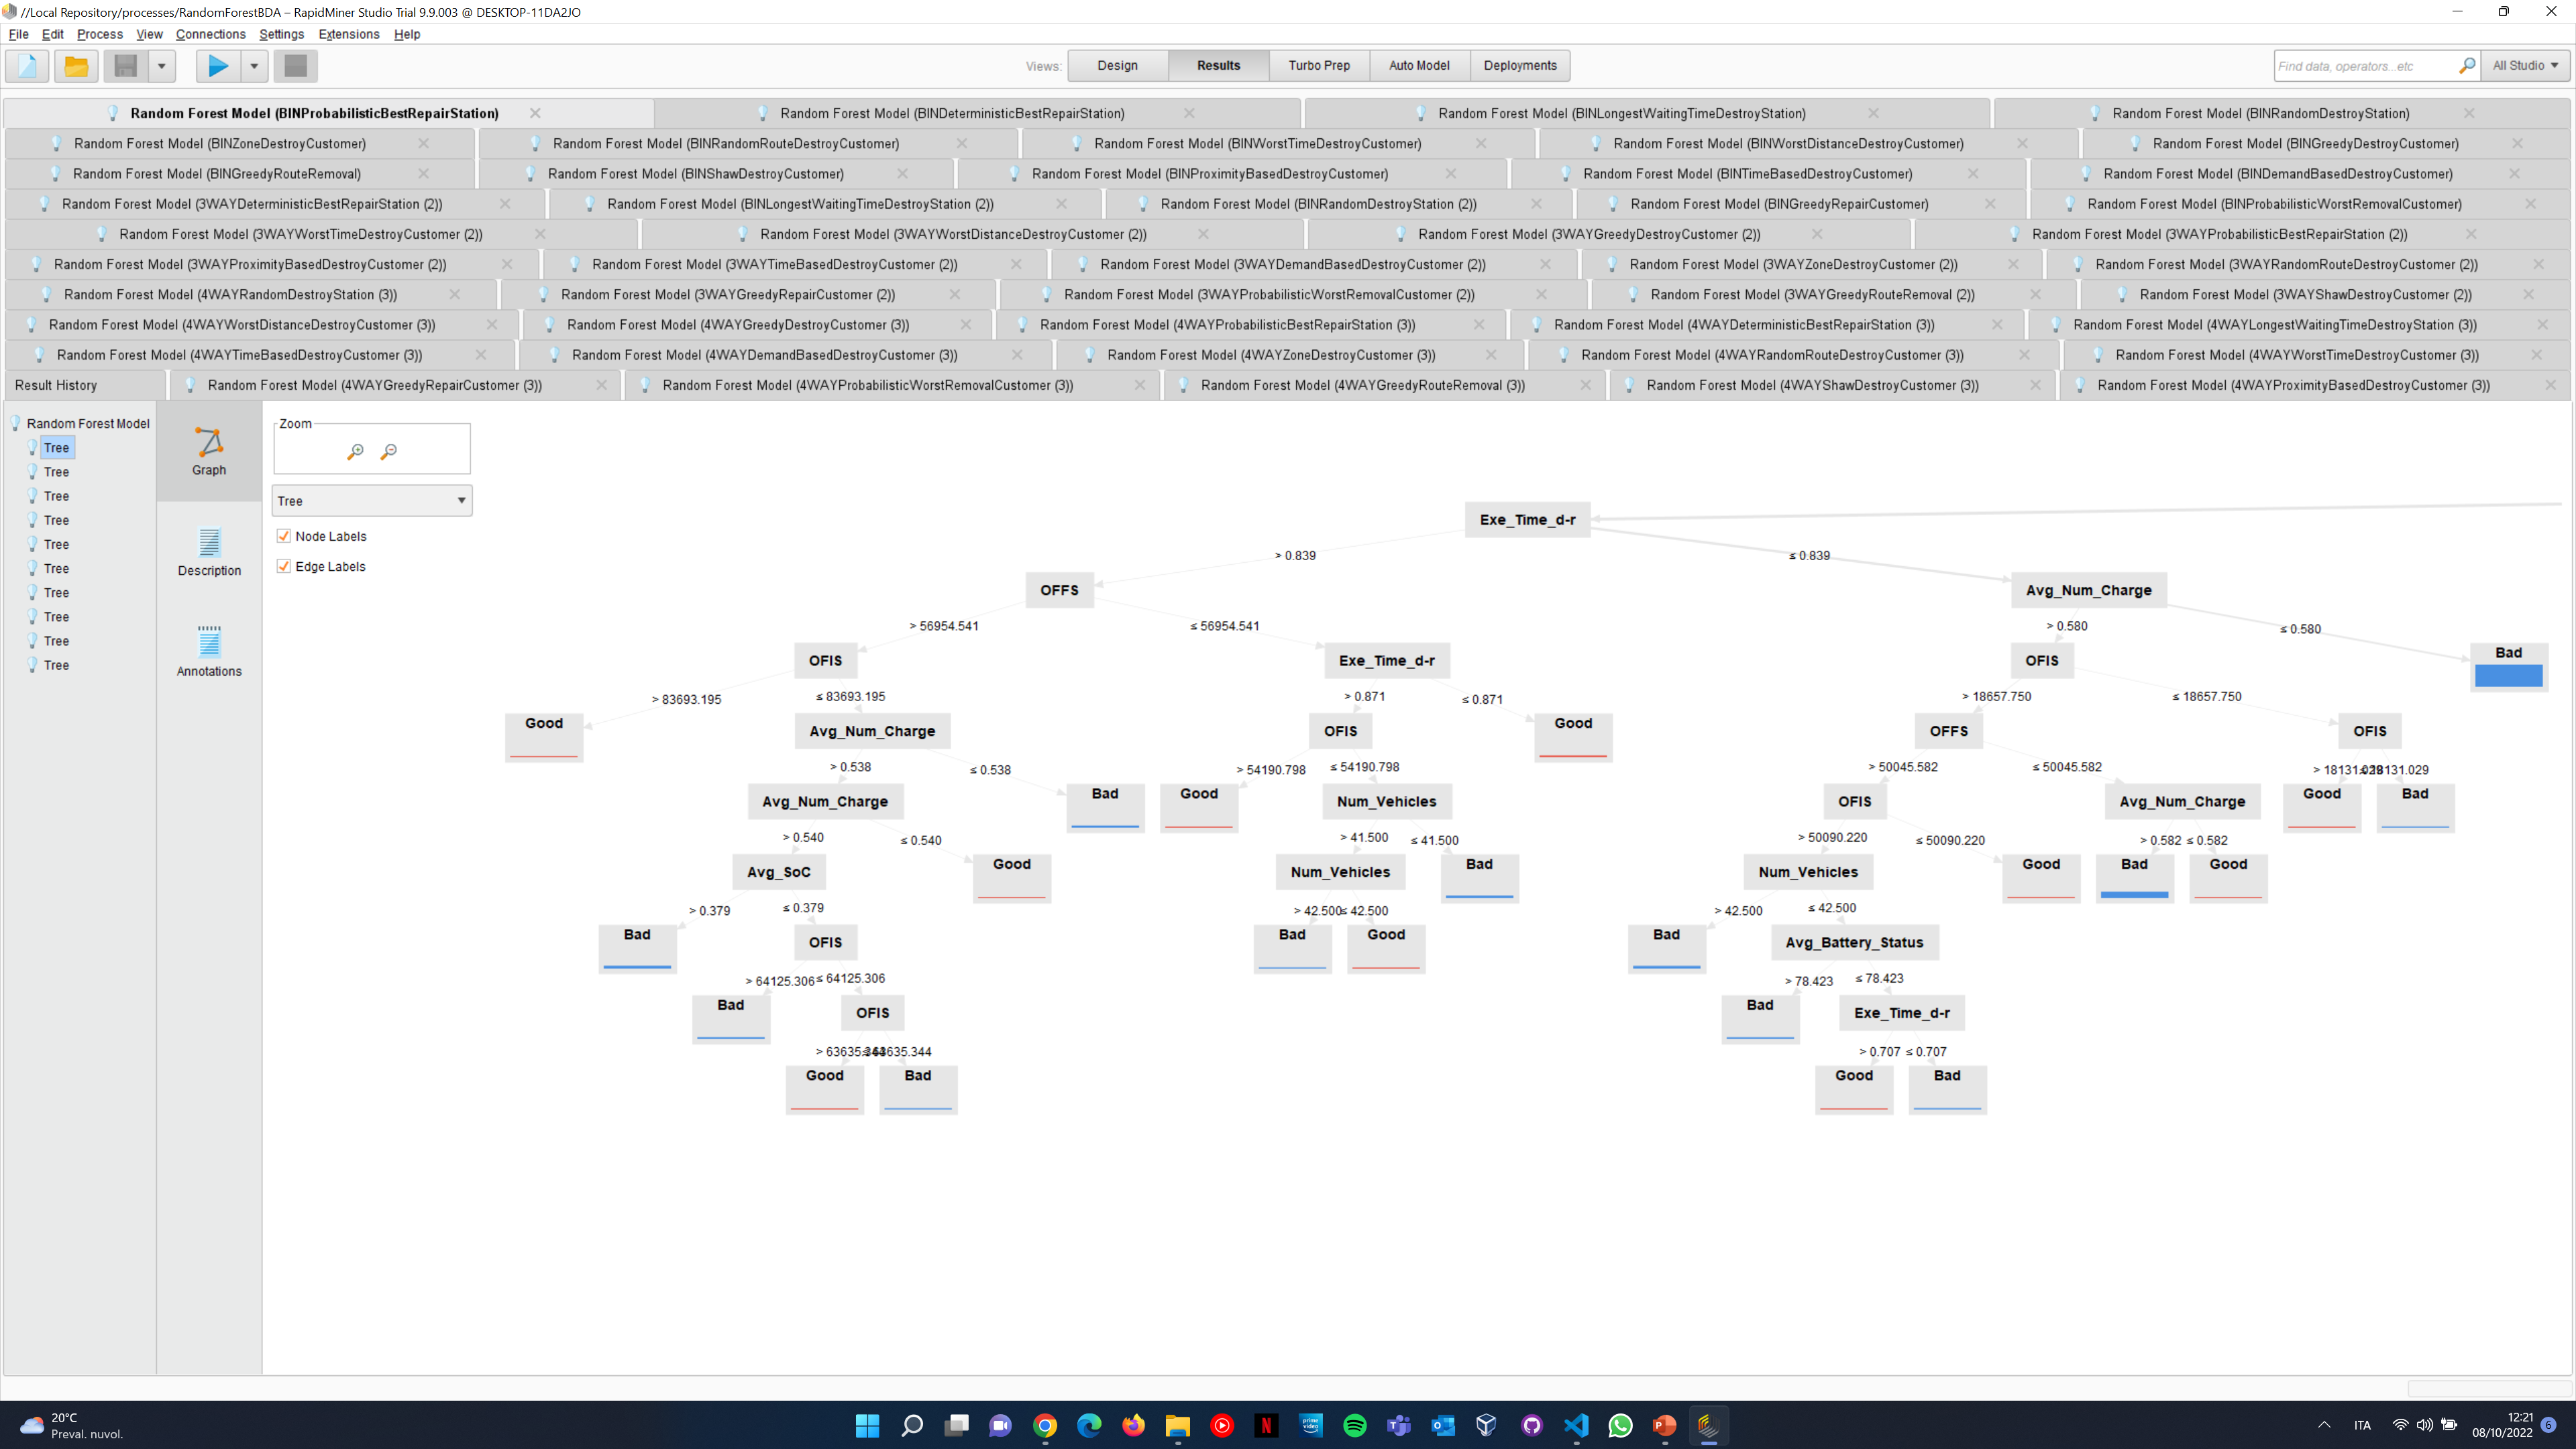 //Local Repository/processes/RandomForestBDA – RapidMiner Studio Trial 9.9.003 @ DESKTOP-11DA2JO
File Edit Process View Connections Settings Extensions Help
Views: Design Results Turbo Prep Auto Model Deployments Find data, operators...etc All Studio
Random Forest Model (BINProbabilisticBestRepairStation) Random Forest Model (BINDeterministicBestRepairStation) Random Forest Model (BINLongestWaitingTimeDestroyStation) Random Forest Model (BINRandomDestroyStation)
Random Forest Model (BINZoneDestroyCustomer) Random Forest Model (BINRandomRouteDestroyCustomer) Random Forest Model (BINWorstTimeDestroyCustomer) Random Forest Model (BINWorstDistanceDestroyCustomer) Random Forest Model (BINGreedyDestroyCustomer)
Random Forest Model (BINGreedyRouteRemoval) Random Forest Model (BINShawDestroyCustomer) Random Forest Model (BINProximityBasedDestroyCustomer) Random Forest Model (BINTimeBasedDestroyCustomer) Random Forest Model (BINDemandBasedDestroyCustomer)
Random Forest Model (3WAYDeterministicBestRepairStation (2)) Random Forest Model (BINLongestWaitingTimeDestroyStation (2)) Random Forest Model (BINRandomDestroyStation (2)) Random Forest Model (BINGreedyRepairCustomer) Random Forest Model (BINProbabilisticWorstRemovalCustomer)
Random Forest Model (3WAYWorstTimeDestroyCustomer (2)) Random Forest Model (3WAYWorstDistanceDestroyCustomer (2)) Random Forest Model (3WAYGreedyDestroyCustomer (2)) Random Forest Model (3WAYProbabilisticBestRepairStation (2))
Random Forest Model (3WAYProximityBasedDestroyCustomer (2)) Random Forest Model (3WAYTimeBasedDestroyCustomer (2)) Random Forest Model (3WAYDemandBasedDestroyCustomer (2)) Random Forest Model (3WAYZoneDestroyCustomer (2)) Random Forest Model (3WAYRandomRouteDestroyCustomer (2))
Random Forest Model (4WAYRandomDestroyStation (3)) Random Forest Model (3WAYGreedyRepairCustomer (2)) Random Forest Model (3WAYProbabilisticWorstRemovalCustomer (2)) Random Forest Model (3WAYGreedyRouteRemoval (2)) Random Forest Model (3WAYShawDestroyCustomer (2))
Random Forest Model (4WAYWorstDistanceDestroyCustomer (3)) Random Forest Model (4WAYGreedyDestroyCustomer (3)) Random Forest Model (4WAYProbabilisticBestRepairStation (3)) Random Forest Model (4WAYDeterministicBestRepairStation (3)) Random Forest Model (4WAYLongestWaitingTimeDestroyStation (3))
Random Forest Model (4WAYTimeBasedDestroyCustomer (3)) Random Forest Model (4WAYDemandBasedDestroyCustomer (3)) Random Forest Model (4WAYZoneDestroyCustomer (3)) Random Forest Model (4WAYRandomRouteDestroyCustomer (3)) Random Forest Model (4WAYWorstTimeDestroyCustomer (3))
Result History Random Forest Model (4WAYGreedyRepairCustomer (3)) Random Forest Model (4WAYProbabilisticWorstRemovalCustomer (3)) Random Forest Model (4WAYGreedyRouteRemoval (3)) Random Forest Model (4WAYShawDestroyCustomer (3)) Random Forest Model (4WAYProximityBasedDestroyCustomer (3))
Random Forest Model
Tree
Tree
Tree
Tree
Tree
Tree
Tree
Tree
Tree
Tree
Graph
Description
Annotations
Zoom
Tree
Node Labels
Edge Labels
Exe_Time_d-r
> 0.839 ≤ 0.839
OFFS Avg_Num_Charge
> 56954.541 ≤ 56954.541 > 0.580 ≤ 0.580
OFIS Exe_Time_d-r OFIS Bad
> 83693.195 ≤ 83693.195 > 0.871 ≤ 0.871 > 18657.750 ≤ 18657.750
Good Avg_Num_Charge OFIS Good OFFS OFIS
> 0.538 ≤ 0.538 > 54190.798 ≤ 54190.798 > 50045.582 ≤ 50045.582 > 18131.029 ≤ 18131.029
Avg_Num_Charge Bad Good Num_Vehicles OFIS Avg_Num_Charge Good Bad
> 0.540 ≤ 0.540 > 41.500 ≤ 41.500 > 50090.220 ≤ 50090.220 > 0.582 ≤ 0.582
Avg_SoC Good Num_Vehicles Bad Num_Vehicles Good Bad Good
> 0.379 ≤ 0.379 > 42.500 ≤ 42.500 > 42.500 ≤ 42.500
Bad OFIS Bad Good Bad Avg_Battery_Status
> 64125.306 ≤ 64125.306 > 78.423 ≤ 78.423
Bad OFIS Bad Exe_Time_d-r
> 63635.344 ≤ 63635.344 > 0.707 ≤ 0.707
Good Bad Good Bad
20°C
Preval. nuvol.
prime video
ITA
12:21
08/10/2022
6